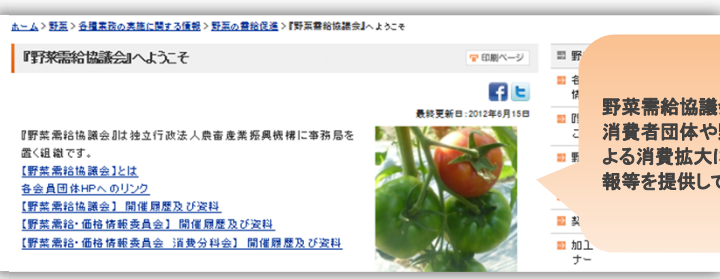 ホーム > 野菜 > 各種業務の実施に関する情報 > 野菜の需給促進 > 『野菜需給協議会』へようこそ
『野菜需給協議会』へようこそ
印刷ページ
最終更新日:2012年6月15日
『野菜需給協議会』は独立行政法人農畜産業振興機構に事務局を
置く組織です。
【野菜需給協議会】とは
各会員団体HPへのリンク
【野菜需給協議会】 開催履歴及び資料
【野菜需給・価格情報委員会】 開催履歴及び資料
【野菜需給・価格情報委員会 消費分科会】 開催履歴及び資料
野
加工
ナー
野菜需給協議
消費者団体や
よる消費拡大
報等を提供して